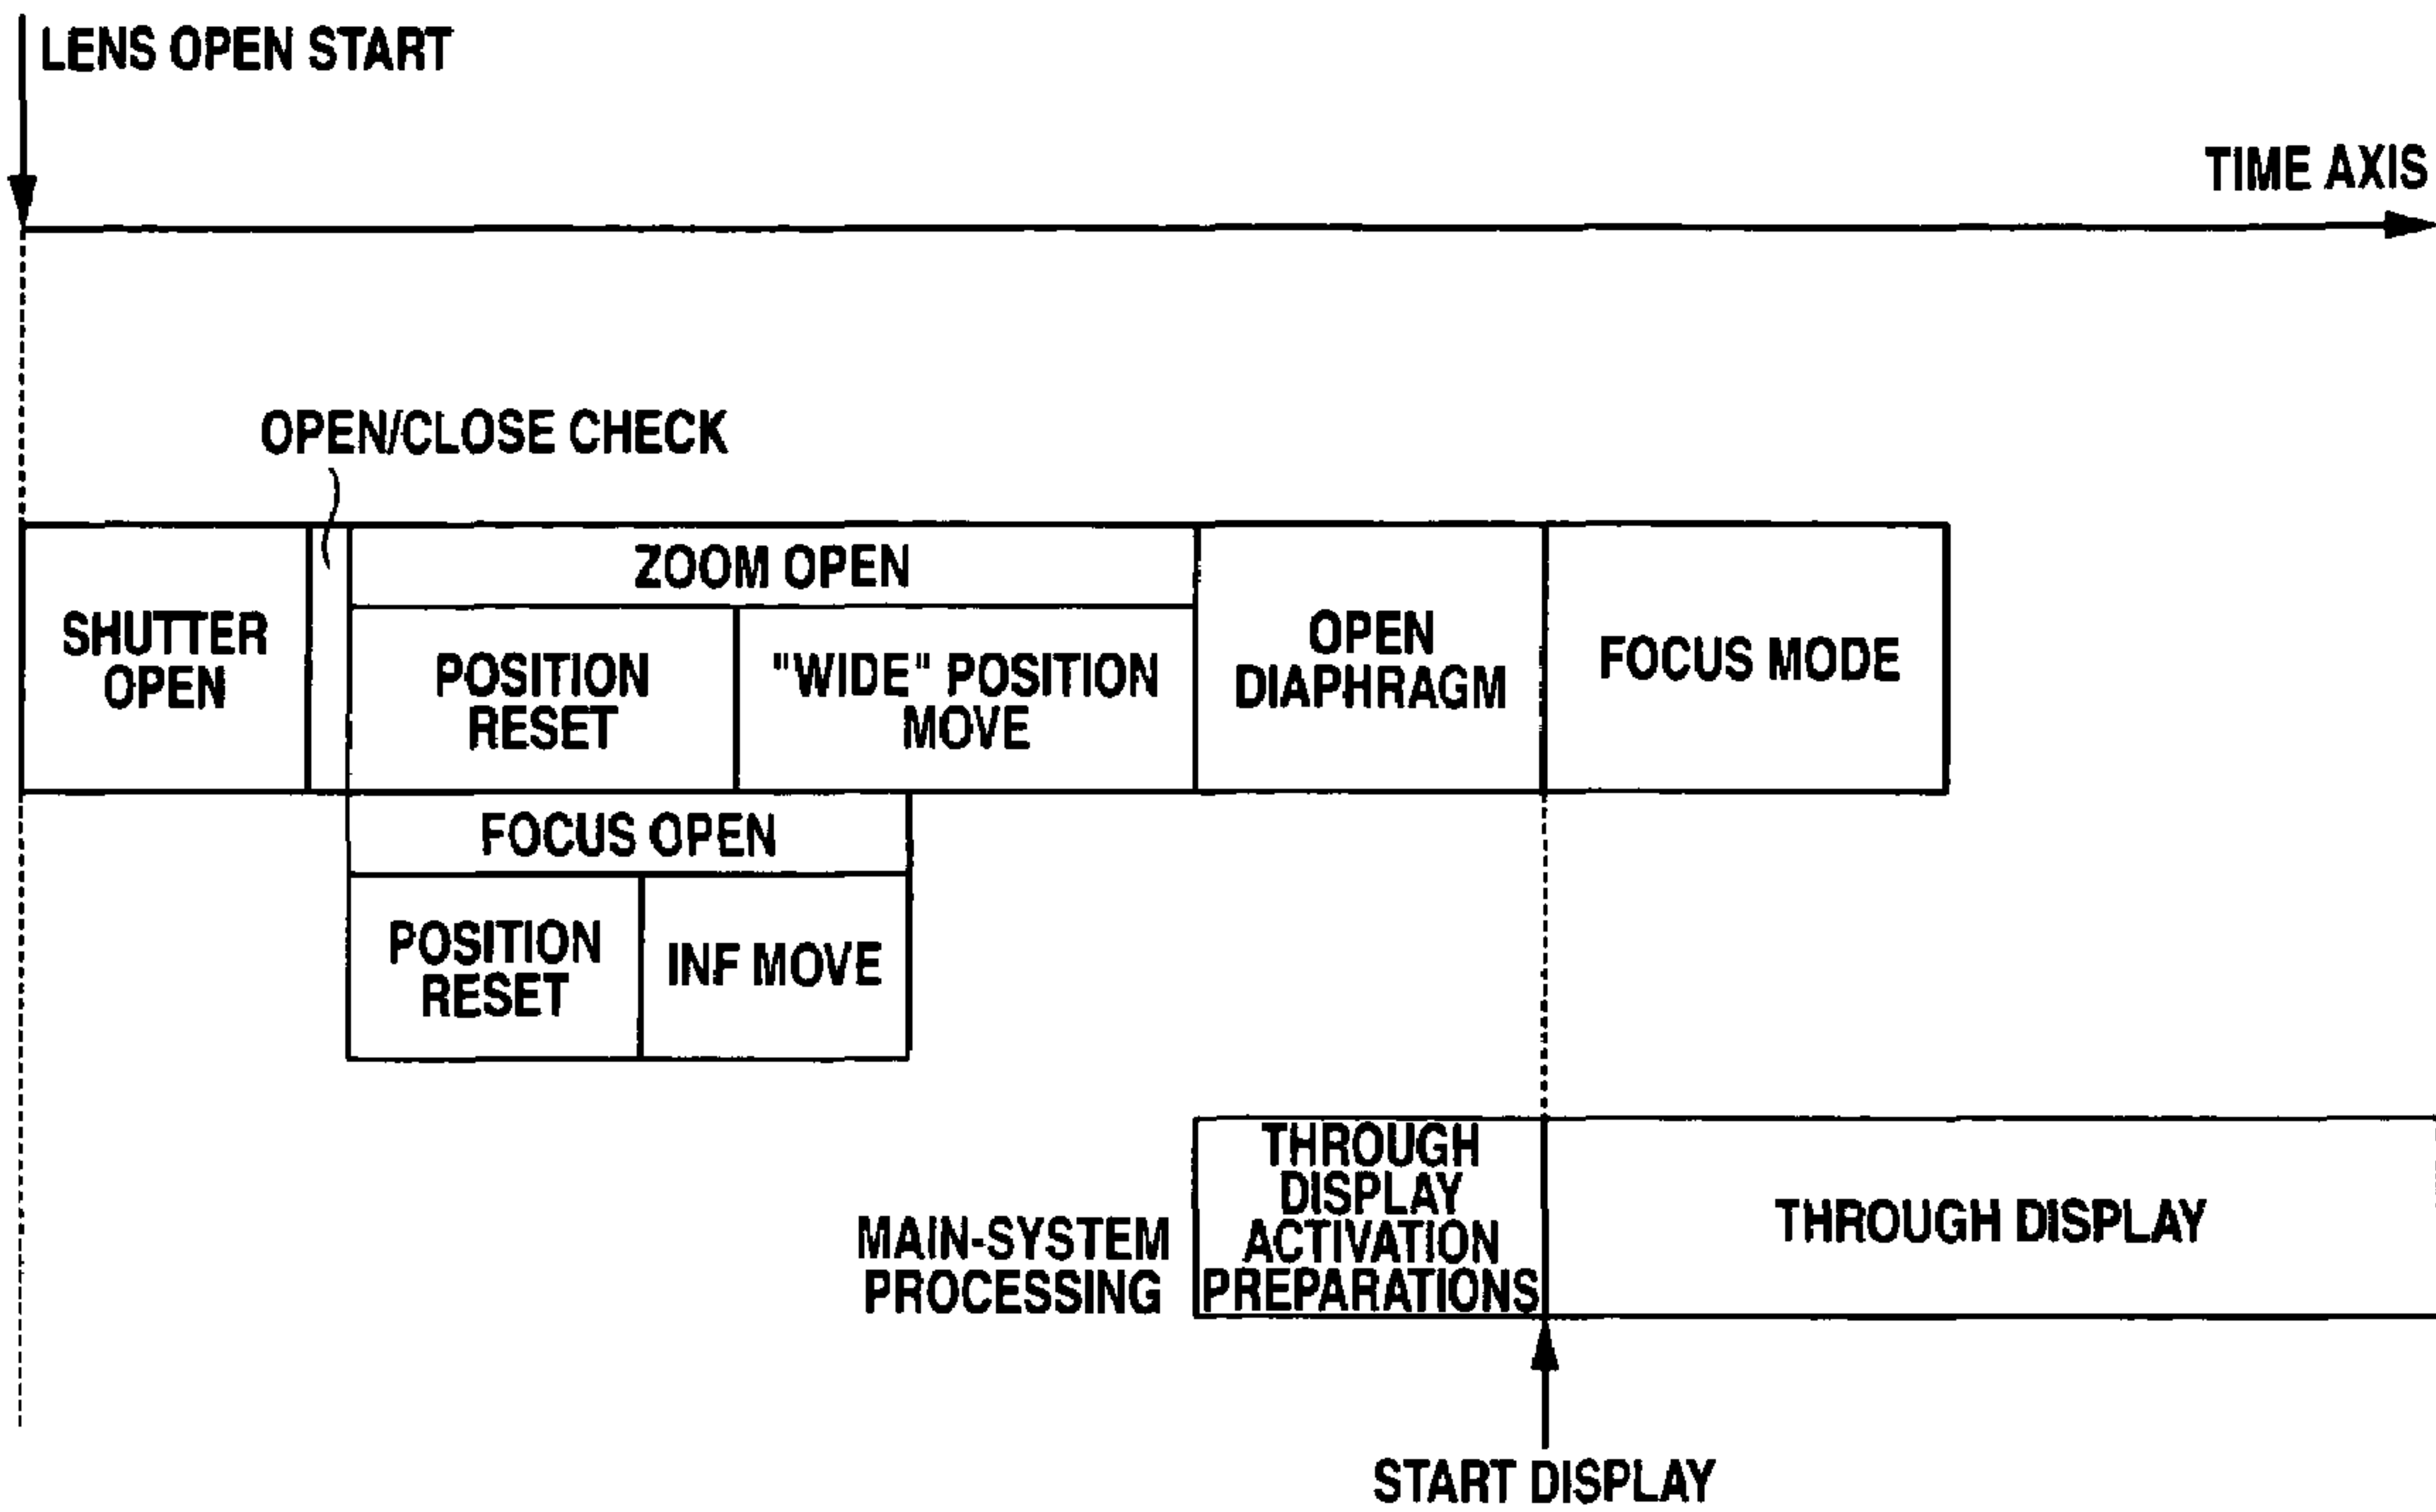 LENS OPEN START
TIME AXIS
OPEN/CLOSE CHECK
SHUTTER
OPEN
ZOOM OPEN
POSITION
RESET
"WIDE" POSITION
MOVE
OPEN
DIAPHRAGM
FOCUS MODE
FOCUS OPEN
POSITION
RESET
INF MOVE
MAIN-SYSTEM
PROCESSING
THROUGH
DISPLAY
ACTIVATION
PREPARATIONS
THROUGH DISPLAY
START DISPLAY